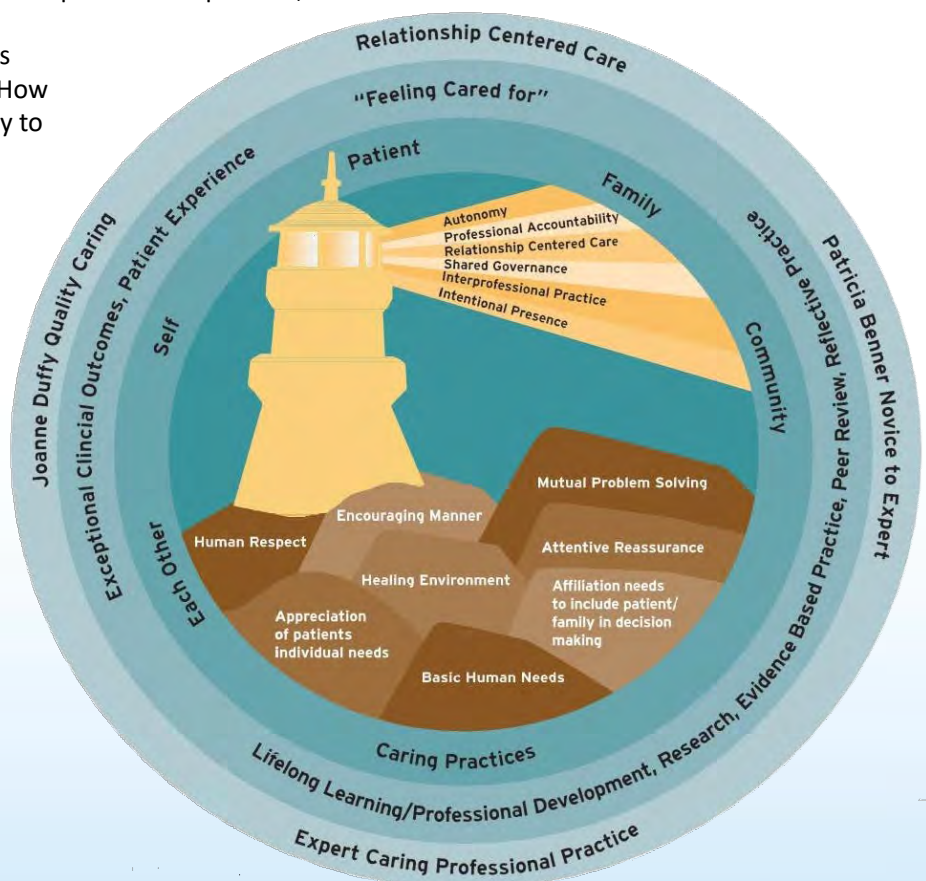 s
How
y to
Relationship Centered Care
"Feeling Cared for"
Patient
Family
Community
Self
Each Other
Caring Practices
Exceptional Clincial Outcomes, Patient Experience
Joanne Duffy Quality Caring
Patricia Benner Novice to Expert
Lifelong Learning/Professional Development, Research, Evidence Based Practice, Peer Review, Reflective Practice
Expert Caring Professional Practice
Autonomy
Professional Accountability
Relationship Centered Care
Shared Governance
Interprofessional Practice
Intentional Presence
Human Respect
Encouraging Manner
Mutual Problem Solving
Healing Environment
Attentive Reassurance
Appreciation
of patients
individual needs
Affiliation needs
to include patient/
family in decision
making
Basic Human Needs